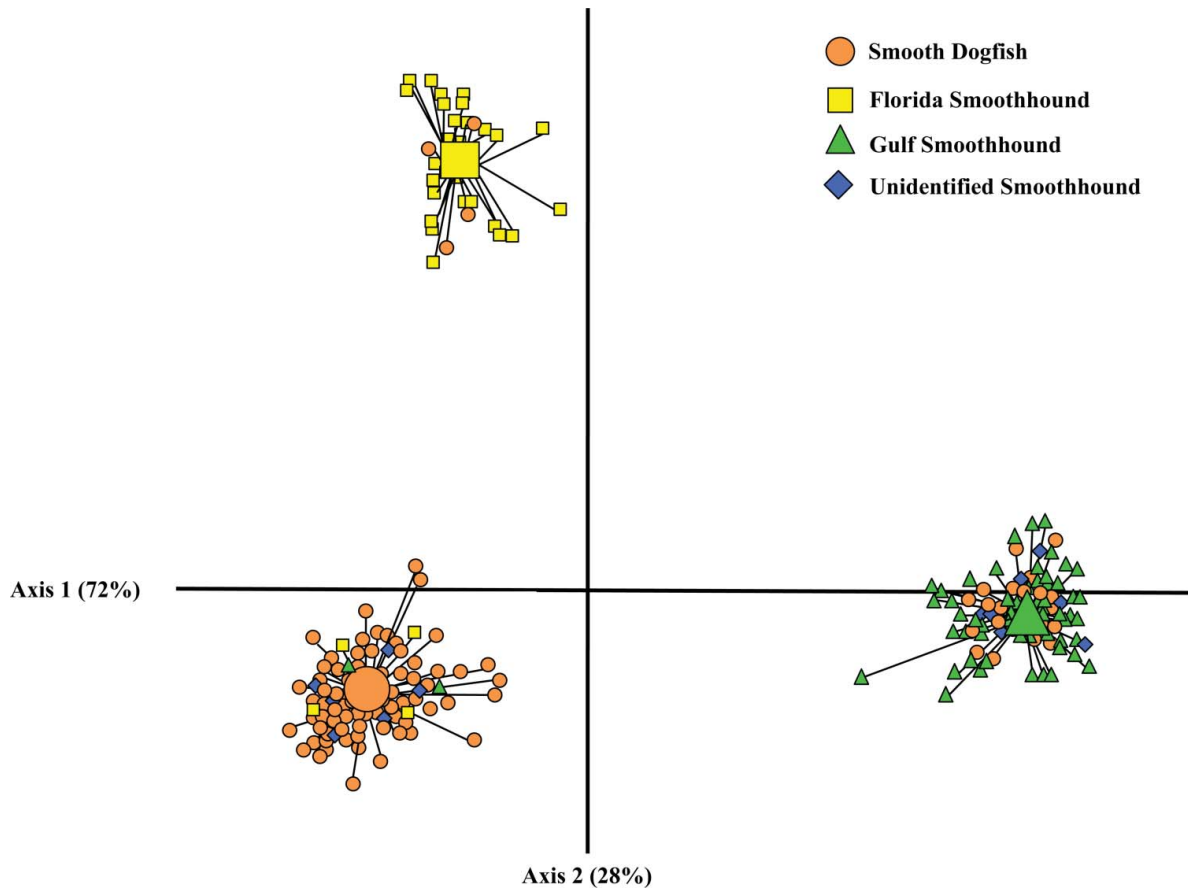 Smooth Dogfish
Florida Smoothhound
Gulf Smoothhound
Unidentified Smoothhound
Axis 1 (72%)
Axis 2 (28%)